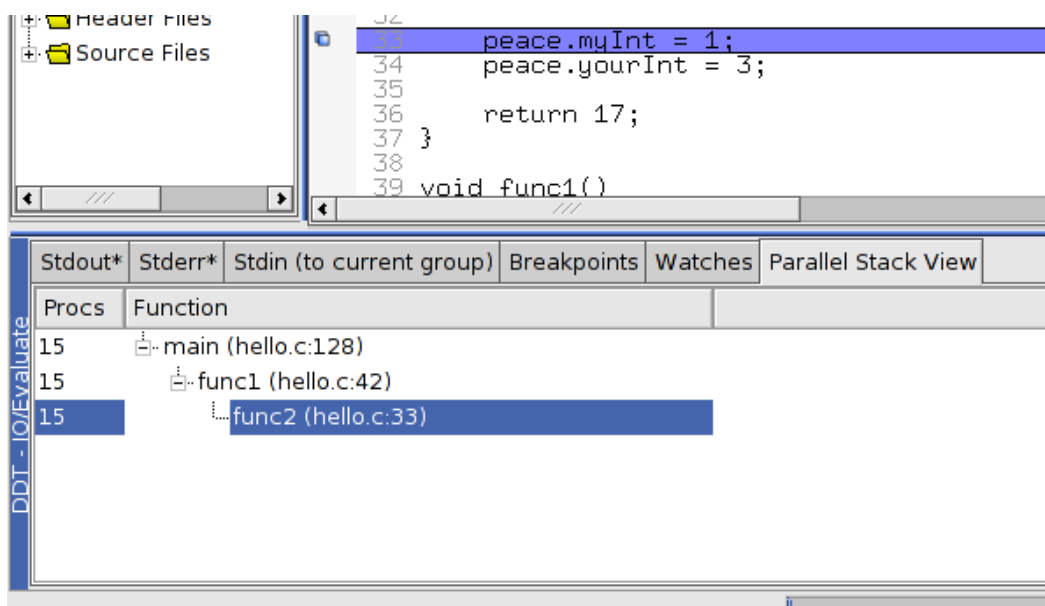 Header Files
Source Files
32
33 peace.myInt = 1;
34 peace.yourInt = 3;
35
36 return 17;
37 }
38
39 void func1()
Stdout* Stderr* Stdin (to current group) Breakpoints Watches Parallel Stack View
Procs Function
15 main (hello.c:128)
15 func1 (hello.c:42)
15 func2 (hello.c:33)
DDT - IO/Evaluate